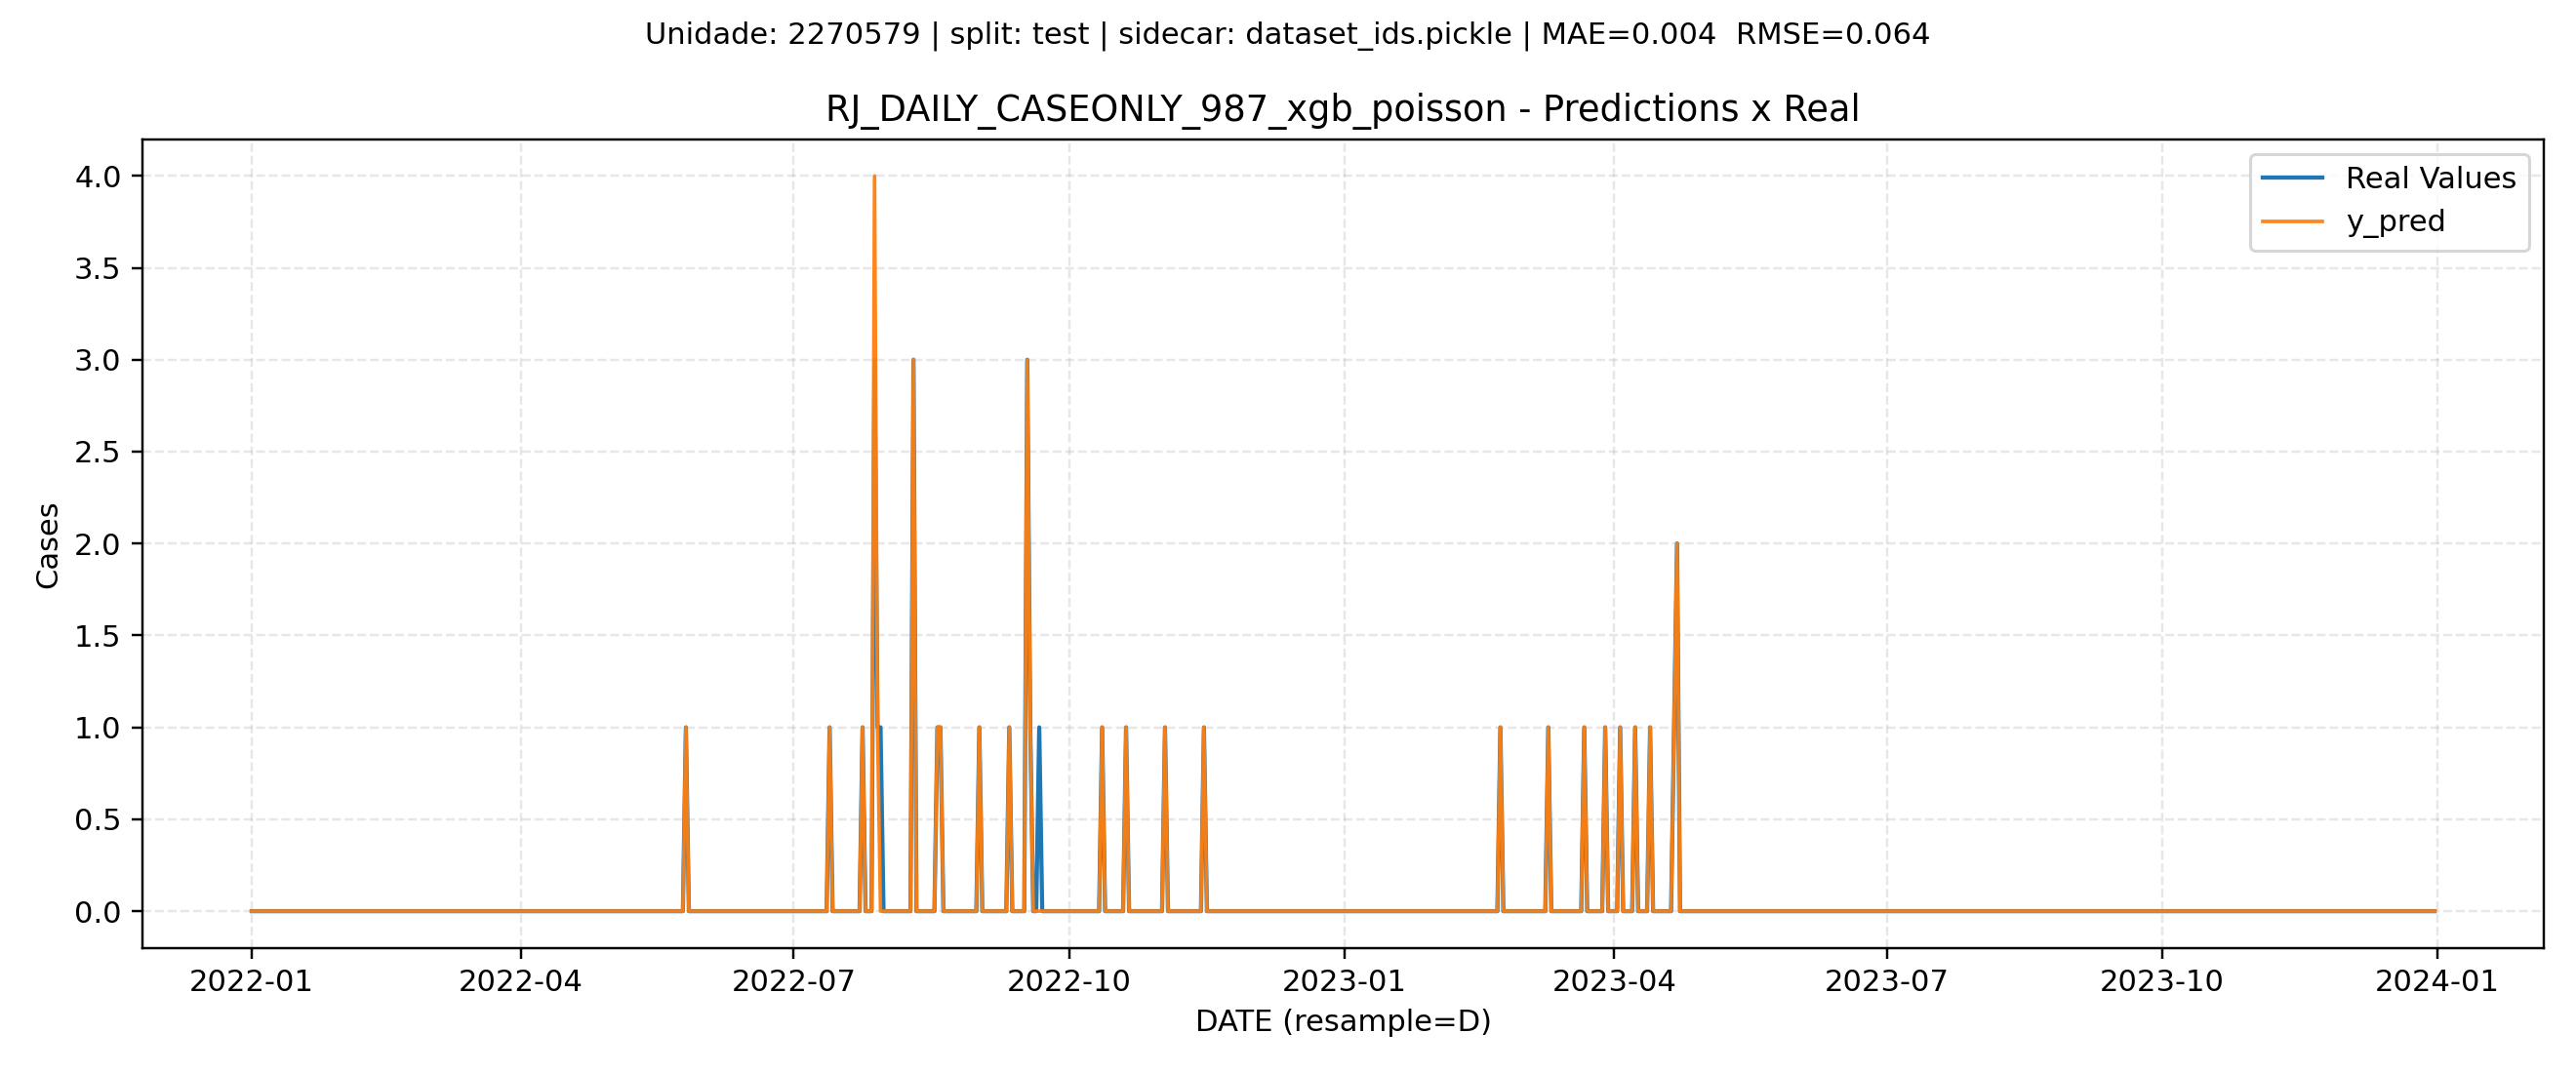 Unidade: 2270579 | split: test | sidecar: dataset_ids.pickle | MAE=0.004  RMSE=0.064
RJ_DAILY_CASEONLY_987_xgb_poisson - Predictions x Real
Real Values
y_pred
4.0
3.5
3.0
2.5
2.0
1.5
1.0
0.5
0.0
Cases
2022-01 2022-04 2022-07 2022-10 2023-01 2023-04 2023-07 2023-10 2024-01
DATE (resample=D)